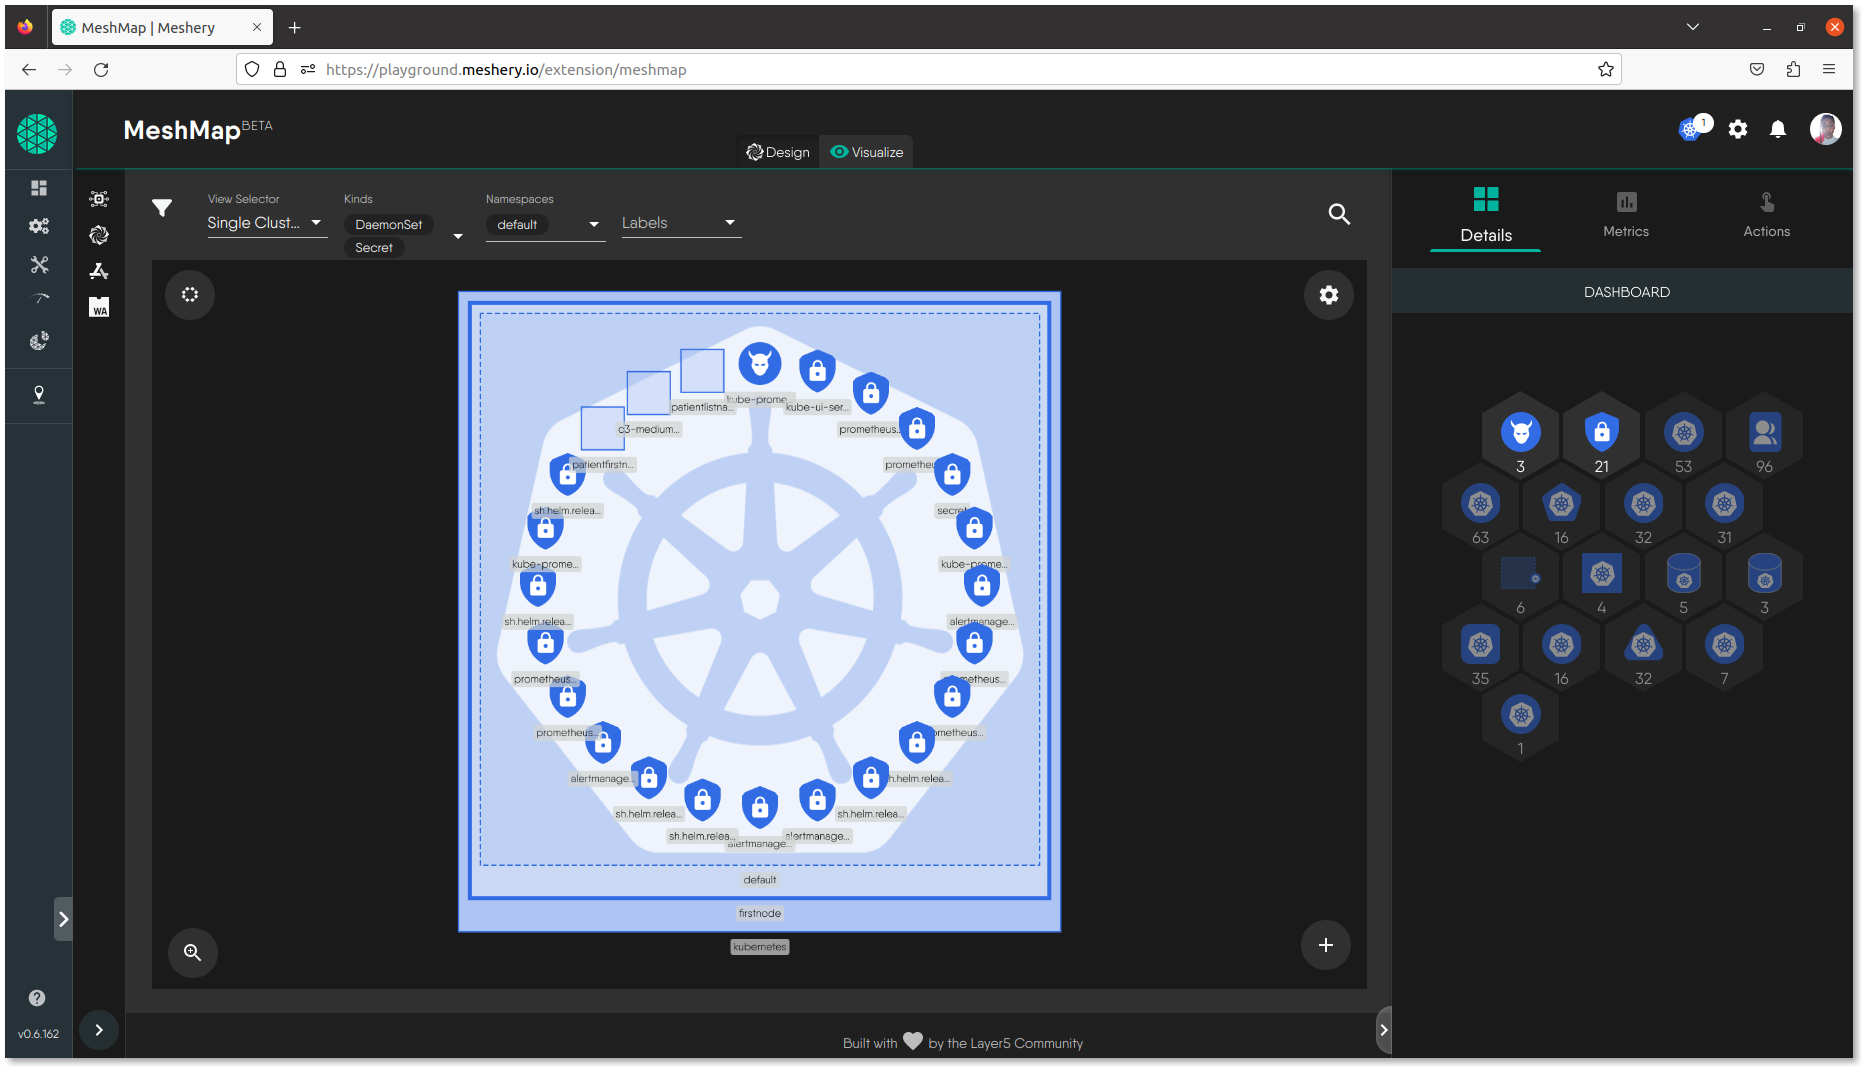 MeshMap | Meshery
https://playground.meshery.io/extension/meshmap
MeshMap BETA
1
Design
Visualize
View Selector
Single Clust...
Kinds
DaemonSet
Secret
Namespaces
default
Labels
WA
Details
Metrics
Actions
DASHBOARD
kube-prome...
patientlistna...
kube-ui-ser...
c3-medium...
prometheus...
patientfirstn...
prometheu
sh.helm.relea...
secret
kube-prome...
kube-prome...
sh.helm.relea...
alertmanage...
prometheus...
metheus...
prometheus...
ometheus...
alertmanage...
h.helm.relea...
sh.helm.relea...
sh.helm.relea...
sh.helm.relea...
alertmanage...
alertmanage...
default
firstnode
kubernetes
3 21 53 96
63 16 32 31
6 4 5 3
35 16 32 7
1
v0.6.162
Built with by the Layer5 Community